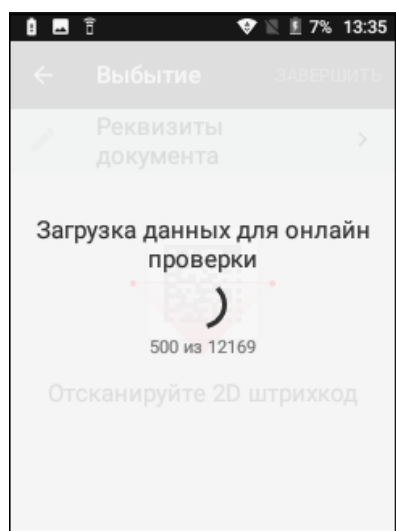 7% 13:35
Выбытие ЗАВЕРШИТЬ
Реквизиты
документа
Загрузка данных для онлайн
проверки
500 из 12169
Отсканируйте 2D штрихкод